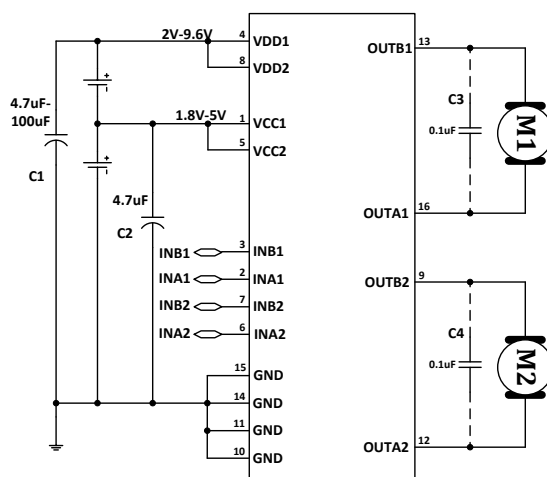 2V-9.6V
4
VDD1
8
VDD2
OUTB1
13
4.7uF-
100uF
C1
1.8V-5V
1
VCC1
5
VCC2
C3
0.1uF
M1
4.7uF
C2
OUTA1
16
INB1
3
INB1
INA1
2
INA1
INB2
7
INB2
INA2
6
INA2
OUTB2
9
C4
0.1uF
M2
15
GND
14
GND
11
GND
10
GND
OUTA2
12